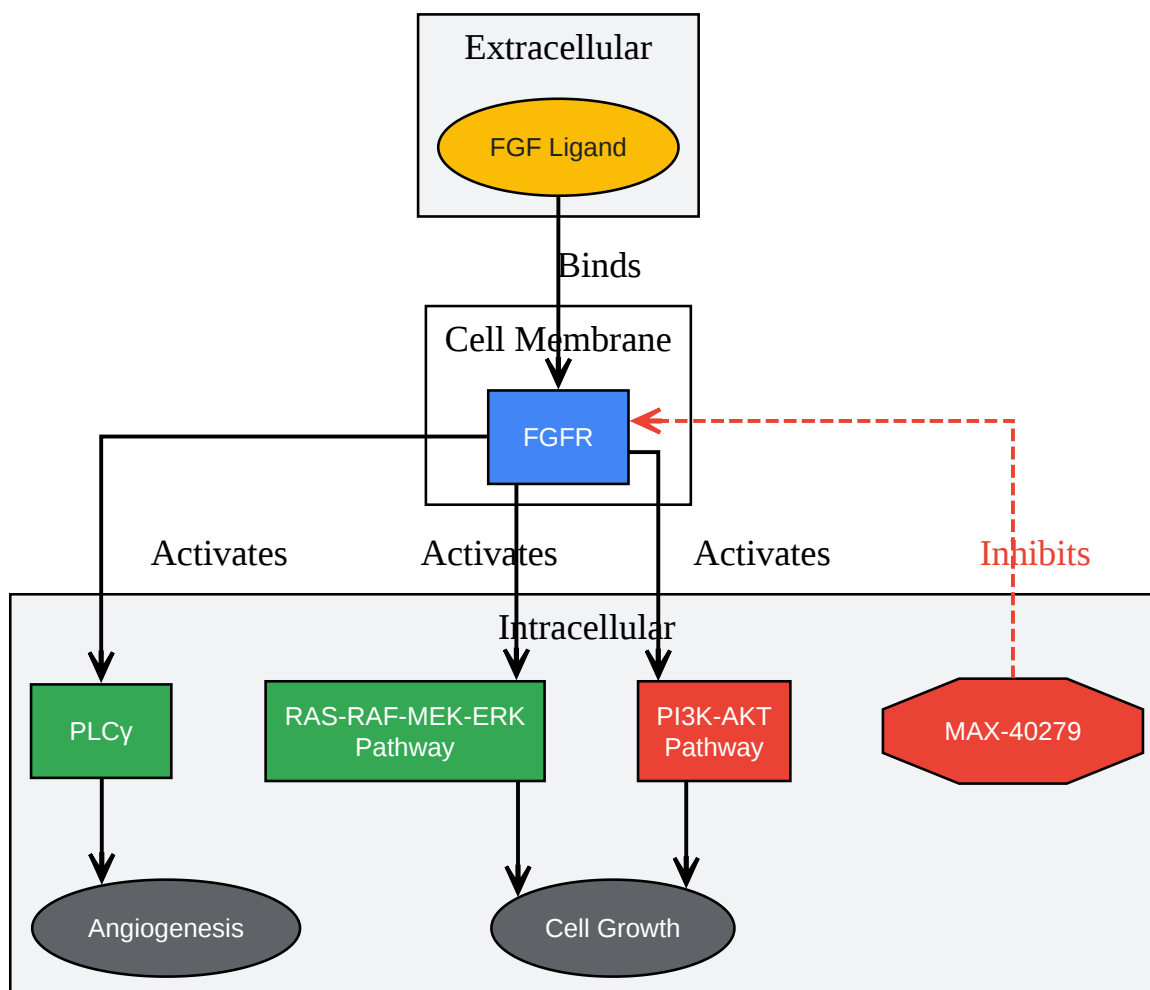 Extracellular
FGF Ligand
Binds
Cell Membrane
FGFR
Activates
Activates
Activates
Inhibits
Intracellular
PLCγ
RAS-RAF-MEK-ERK
Pathway
PI3K-AKT
Pathway
MAX-40279
Angiogenesis
Cell Growth